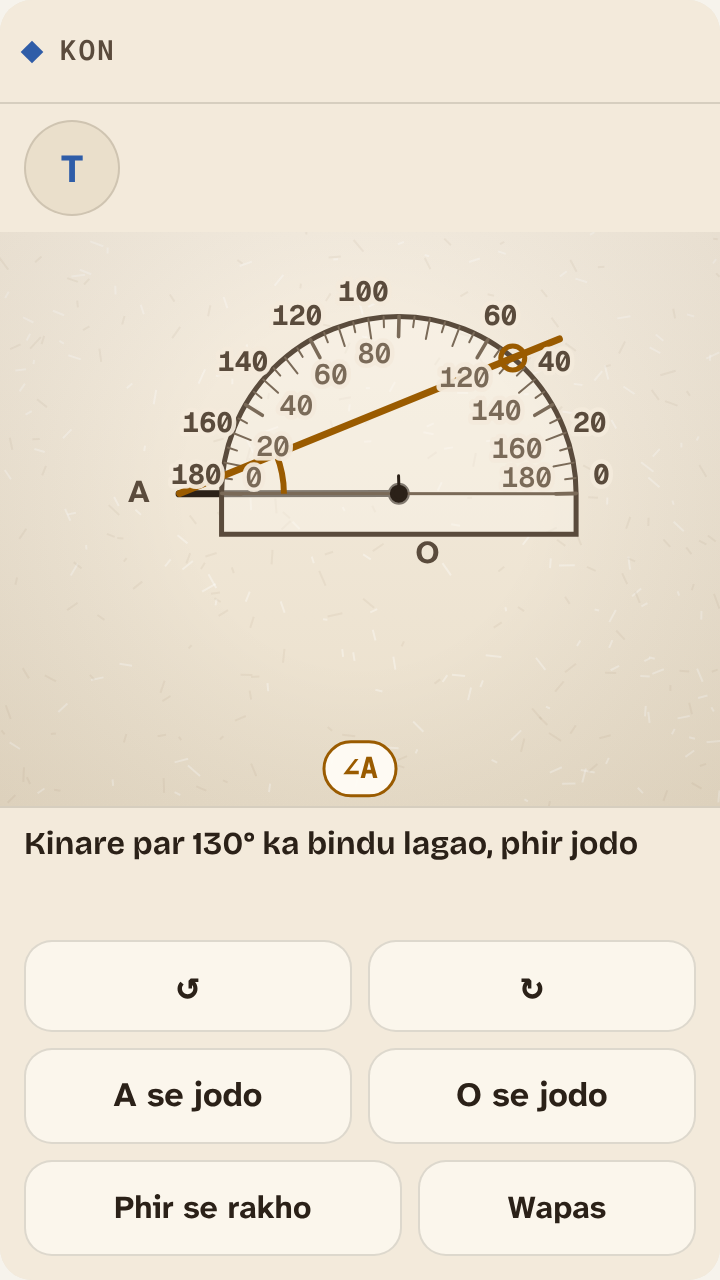 KON
T
100
120
60
80
140
40
60
120
40
140
160
20
20
160
180
0
180
0
A
O
∠A
Kinare par 130° ka bindu lagao, phir jodo
↺
↻
A se jodo
O se jodo
Phir se rakho
Wapas